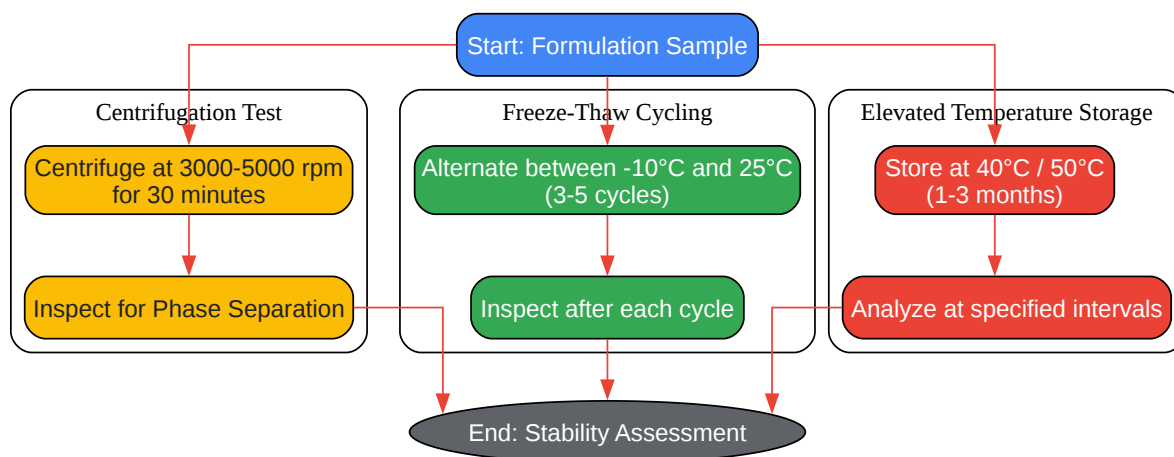 Start: Formulation Sample
Centrifugation Test
Centrifuge at 3000-5000 rpm
for 30 minutes
Inspect for Phase Separation
Freeze-Thaw Cycling
Alternate between -10°C and 25°C
(3-5 cycles)
Inspect after each cycle
Elevated Temperature Storage
Store at 40°C / 50°C
(1-3 months)
Analyze at specified intervals
End: Stability Assessment